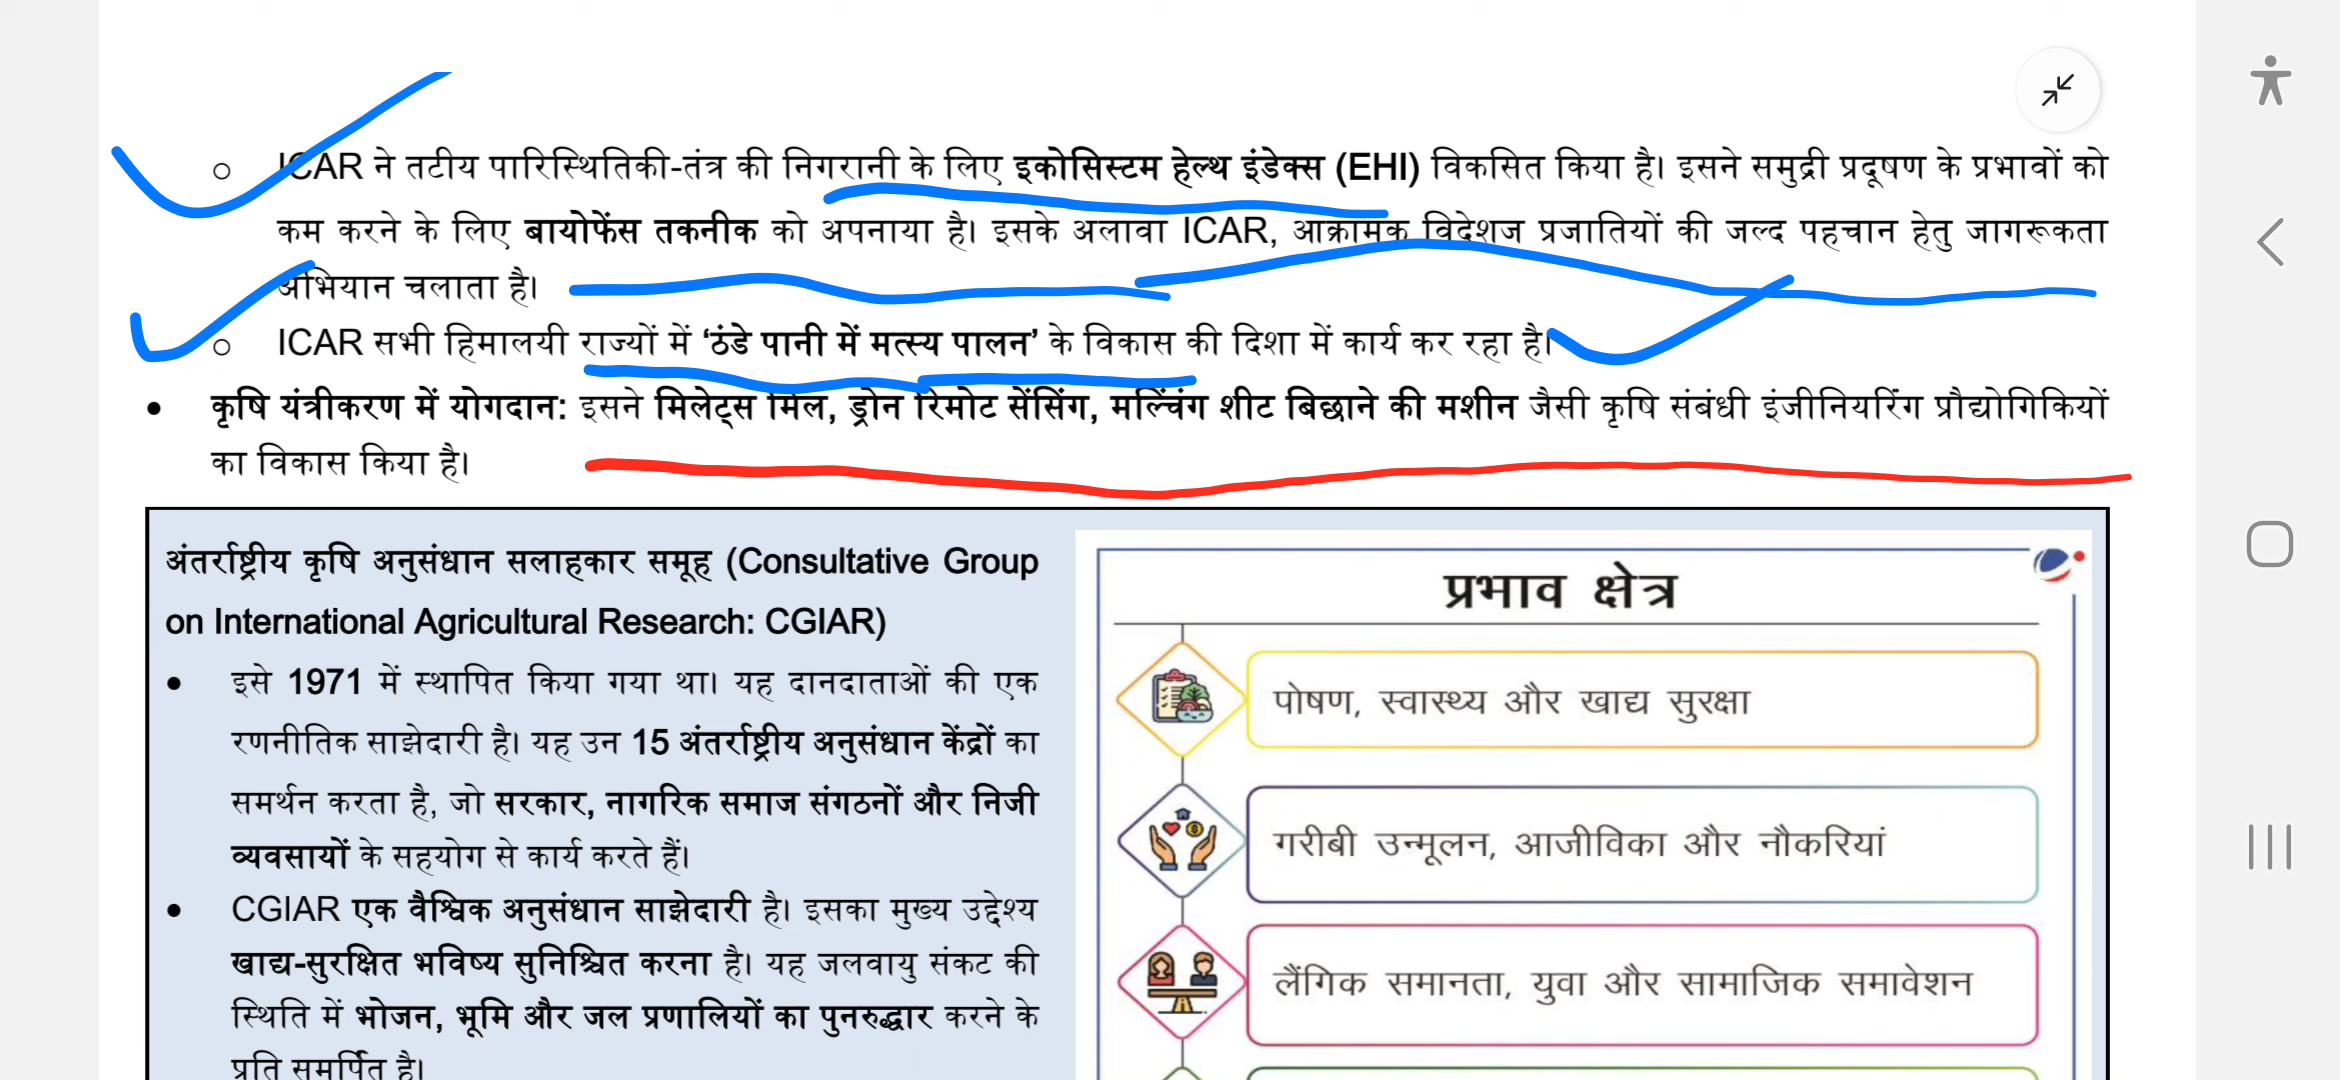 ○ ICAR ने तटीय पारिस्थितिकी-तंत्र की निगरानी के लिए इकोसिस्टम हेल्थ इंडेक्स (EHI) विकसित किया है। इसने समुद्री प्रदूषण के प्रभावों को
कम करने के लिए बायोफेंस तकनीक को अपनाया है। इसके अलावा ICAR, आक्रामक विदेशज प्रजातियों की जल्द पहचान हेतु जागरूकता
अभियान चलाता है।
○ ICAR सभी हिमालयी राज्यों में ‘ठंडे पानी में मत्स्य पालन’ के विकास की दिशा में कार्य कर रहा है।
• कृषि यंत्रीकरण में योगदान: इसने मिलेट्स मिल, ड्रोन रिमोट सेंसिंग, मल्चिंग शीट बिछाने की मशीन जैसी कृषि संबंधी इंजीनियरिंग प्रौद्योगिकियों
का विकास किया है।
अंतर्राष्ट्रीय कृषि अनुसंधान सलाहकार समूह (Consultative Group
on International Agricultural Research: CGIAR)
• इसे 1971 में स्थापित किया गया था। यह दानदाताओं की एक
रणनीतिक साझेदारी है। यह उन 15 अंतर्राष्ट्रीय अनुसंधान केंद्रों का
समर्थन करता है, जो सरकार, नागरिक समाज संगठनों और निजी
व्यवसायों के सहयोग से कार्य करते हैं।
• CGIAR एक वैश्विक अनुसंधान साझेदारी है। इसका मुख्य उद्देश्य
खाद्य-सुरक्षित भविष्य सुनिश्चित करना है। यह जलवायु संकट की
स्थिति में भोजन, भूमि और जल प्रणालियों का पुनरुद्धार करने के
प्रति समर्पित है।
प्रभाव क्षेत्र
पोषण, स्वास्थ्य और खाद्य सुरक्षा
गरीबी उन्मूलन, आजीविका और नौकरियां
लैंगिक समानता, युवा और सामाजिक समावेशन